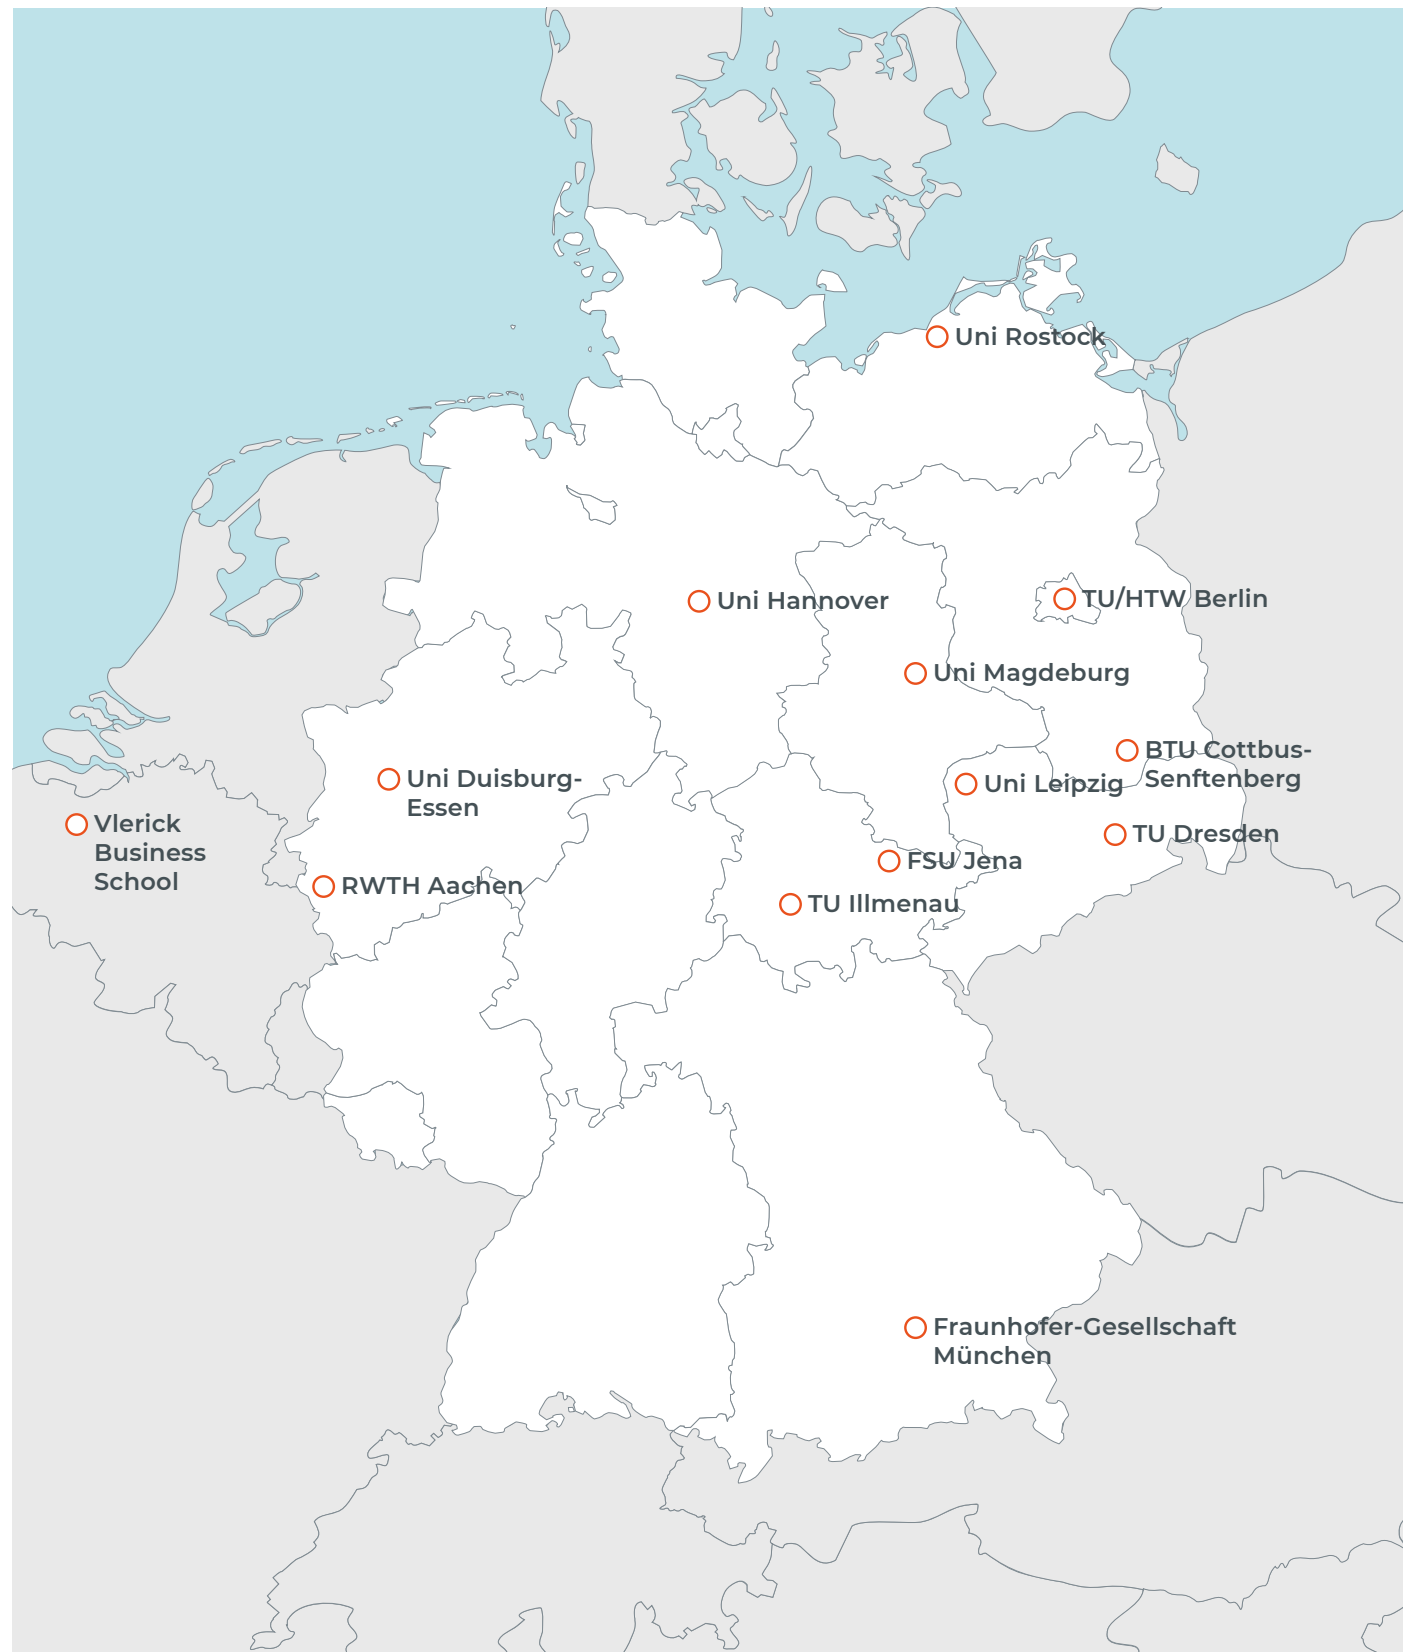 Uni Rostock
Uni Hannover
TU/HTW Berlin
Uni Magdeburg
BTU Cottbus-
Senftenberg
Uni Duisburg-
Essen
Uni Leipzig
Vlerick
Business
School
TU Dresden
FSU Jena
RWTH Aachen
TU Illmenau
Fraunhofer-Gesellschaft
München